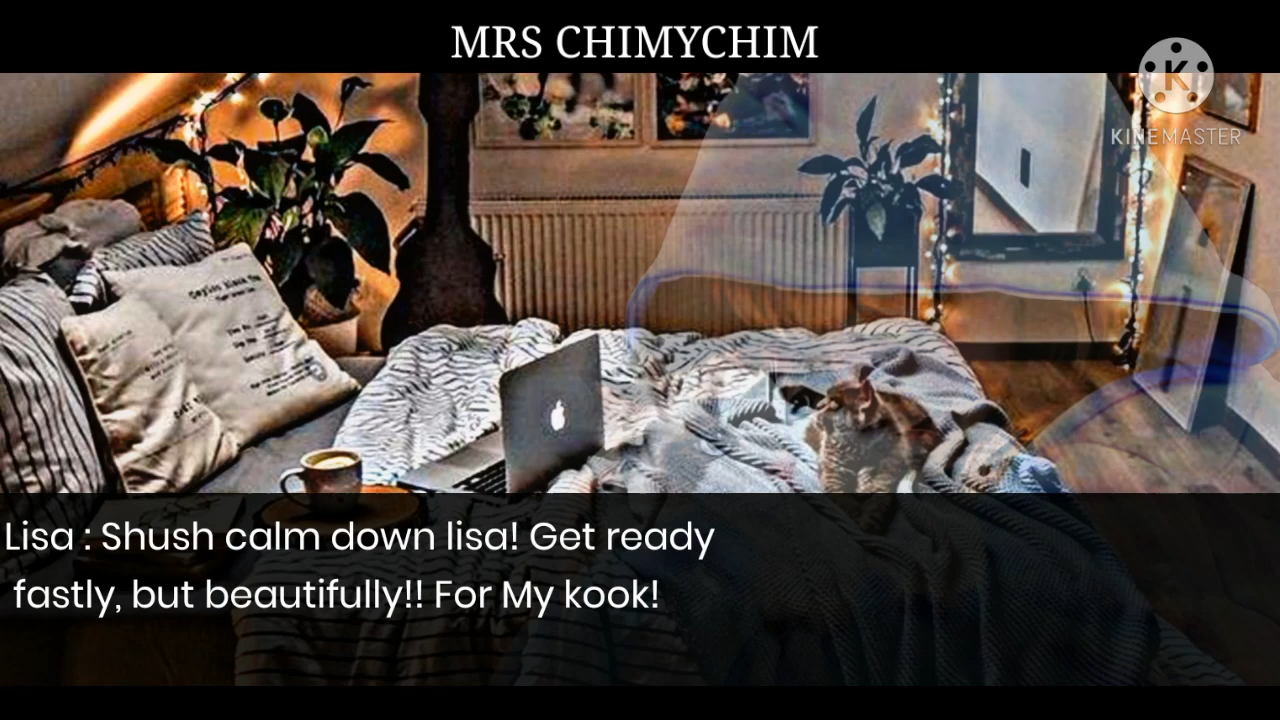 MRS CHIMYCHIM
KINEMASTER
Lisa : Shush calm down lisa! Get ready
fastly, but beautifully!! For My kook!